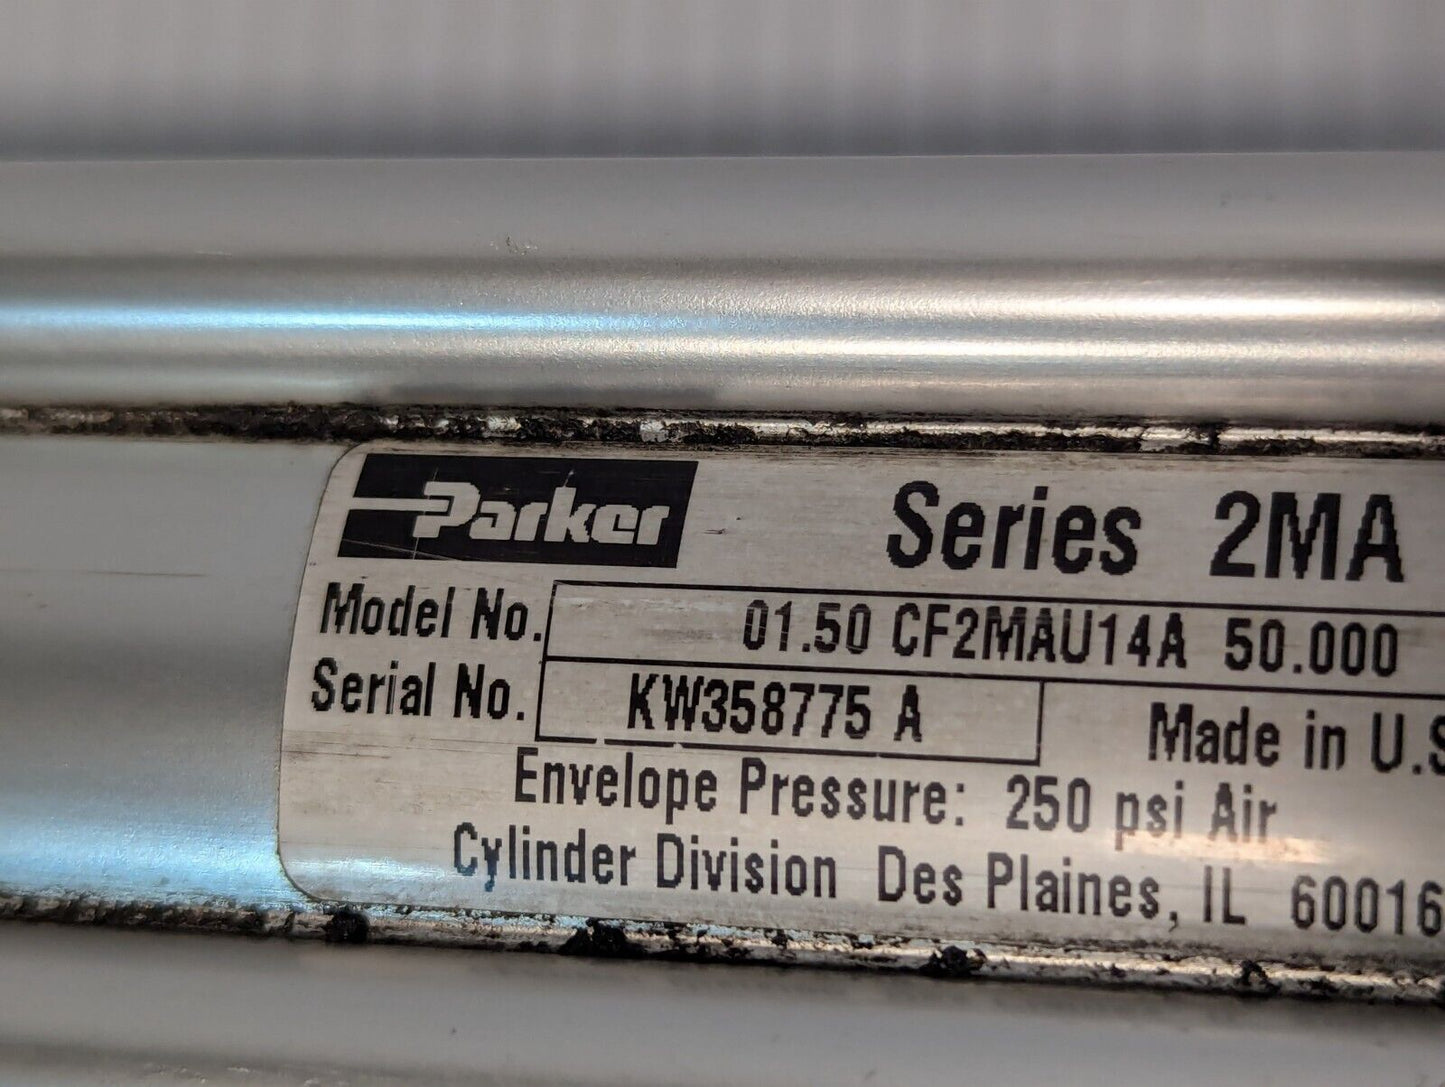 Parker Series 2MA
Model No. 01.50 CF2MAU14A 50.000
Serial No. KW358775 A Made in U.S
Envelope Pressure: 250 psi Air
Cylinder Division Des Plaines, IL 60016